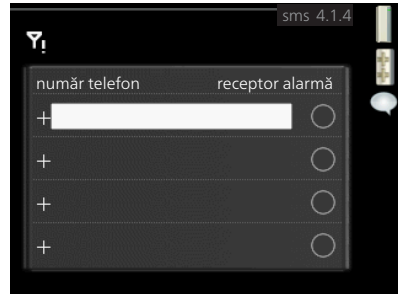 sms 4.1.4
număr telefon receptor alarmă
+
+
+
+